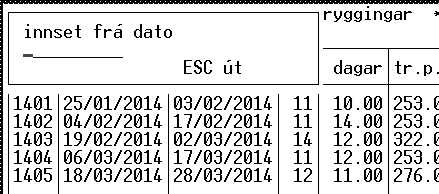 ryggingar *
innset frá dato
ESC út
dagar tr.p.
1401 25/01/2014 03/02/2014 11 10.00 253.0
1402 04/02/2014 17/02/2014 11 14.00 253.0
1403 19/02/2014 02/03/2014 14 12.00 322.0
1404 06/03/2014 17/03/2014 11 12.00 253.0
1405 18/03/2014 28/03/2014 12 11.00 276.0